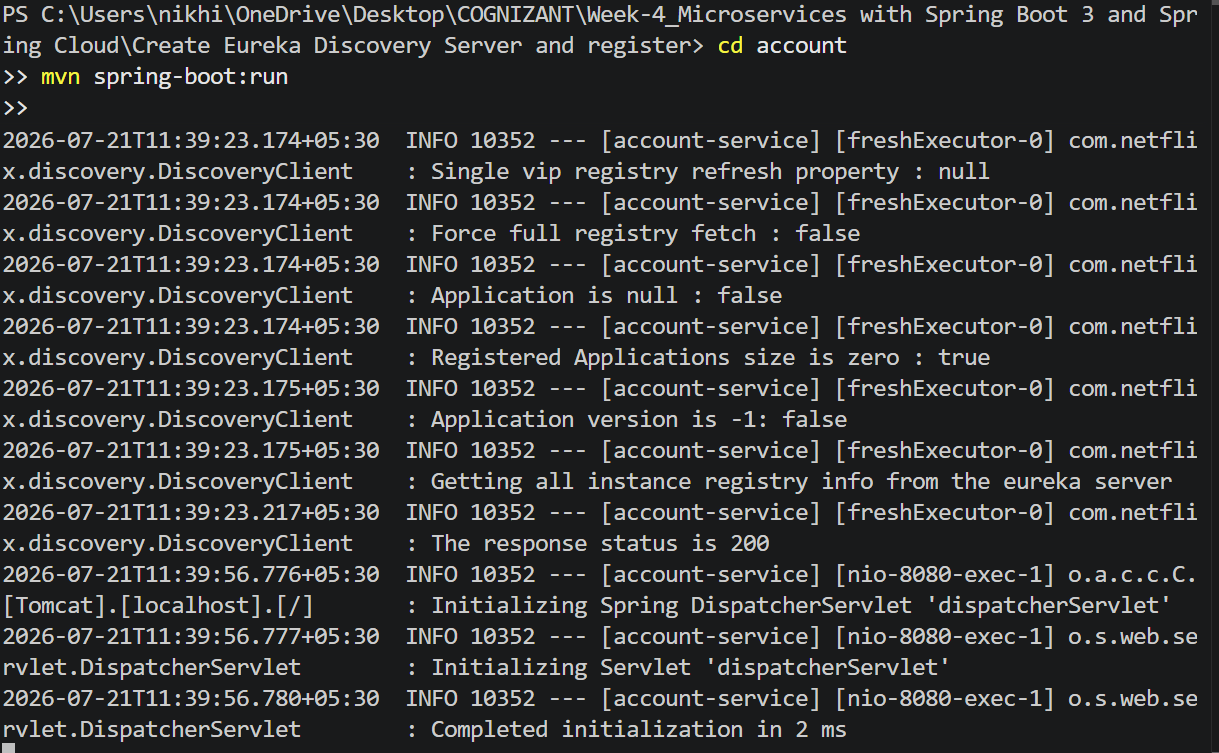 PS C:\Users\nikhi\OneDrive\Desktop\COGNIZANT\Week-4_Microservices with Spring Boot 3 and Spr
ing Cloud\Create Eureka Discovery Server and register> cd account
>> mvn spring-boot:run
>>
2026-07-21T11:39:23.174+05:30  INFO 10352 --- [account-service] [freshExecutor-0] com.netfli
x.discovery.DiscoveryClient    : Single vip registry refresh property : null
2026-07-21T11:39:23.174+05:30  INFO 10352 --- [account-service] [freshExecutor-0] com.netfli
x.discovery.DiscoveryClient    : Force full registry fetch : false
2026-07-21T11:39:23.174+05:30  INFO 10352 --- [account-service] [freshExecutor-0] com.netfli
x.discovery.DiscoveryClient    : Application is null : false
2026-07-21T11:39:23.174+05:30  INFO 10352 --- [account-service] [freshExecutor-0] com.netfli
x.discovery.DiscoveryClient    : Registered Applications size is zero : true
2026-07-21T11:39:23.175+05:30  INFO 10352 --- [account-service] [freshExecutor-0] com.netfli
x.discovery.DiscoveryClient    : Application version is -1: false
2026-07-21T11:39:23.175+05:30  INFO 10352 --- [account-service] [freshExecutor-0] com.netfli
x.discovery.DiscoveryClient    : Getting all instance registry info from the eureka server
2026-07-21T11:39:23.217+05:30  INFO 10352 --- [account-service] [freshExecutor-0] com.netfli
x.discovery.DiscoveryClient    : The response status is 200
2026-07-21T11:39:56.776+05:30  INFO 10352 --- [account-service] [nio-8080-exec-1] o.a.c.c.C.
[Tomcat].[localhost].[/]       : Initializing Spring DispatcherServlet 'dispatcherServlet'
2026-07-21T11:39:56.777+05:30  INFO 10352 --- [account-service] [nio-8080-exec-1] o.s.web.se
rvlet.DispatcherServlet        : Initializing Servlet 'dispatcherServlet'
2026-07-21T11:39:56.780+05:30  INFO 10352 --- [account-service] [nio-8080-exec-1] o.s.web.se
rvlet.DispatcherServlet        : Completed initialization in 2 ms